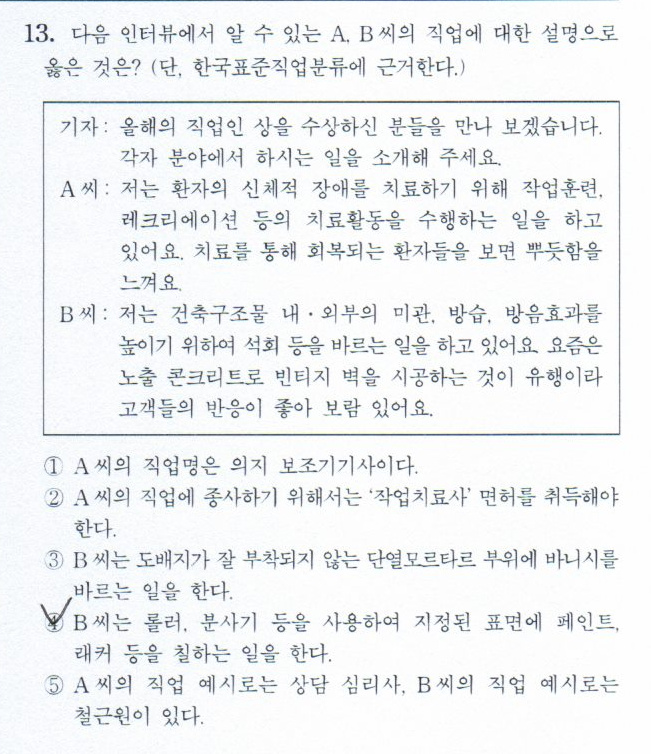 13. 다음 인터뷰에서 알 수 있는 A, B 씨의 직업에 대한 설명으로
옳은 것은? (단, 한국표준직업분류에 근거한다.)
기자 : 올해의 직업인 상을 수상하신 분들을 만나 보겠습니다.
각자 분야에서 하시는 일을 소개해 주세요.
A 씨 : 저는 환자의 신체적 장애를 치료하기 위해 작업훈련,
레크리에이션 등의 치료활동을 수행하는 일을 하고
있어요. 치료를 통해 회복되는 환자들을 보면 뿌듯함을
느껴요.
B 씨 : 저는 건축구조물 내·외부의 미관, 방습, 방음효과를
높이기 위하여 석회 등을 바르는 일을 하고 있어요. 요즘은
노출 콘크리트로 빈티지 벽을 시공하는 것이 유행이라
고객들의 반응이 좋아 보람 있어요.
① A 씨의 직업명은 의지 보조기기사이다.
② A 씨의 직업에 종사하기 위해서는 '작업치료사' 면허를 취득해야
한다.
③ B 씨는 도배지가 잘 부착되지 않는 단열모르타르 부위에 바니시를
바르는 일을 한다.
④ B 씨는 롤러, 분사기 등을 사용하여 지정된 표면에 페인트,
래커 등을 칠하는 일을 한다.
⑤ A 씨의 직업 예시로는 상담 심리사, B 씨의 직업 예시로는
철근원이 있다.